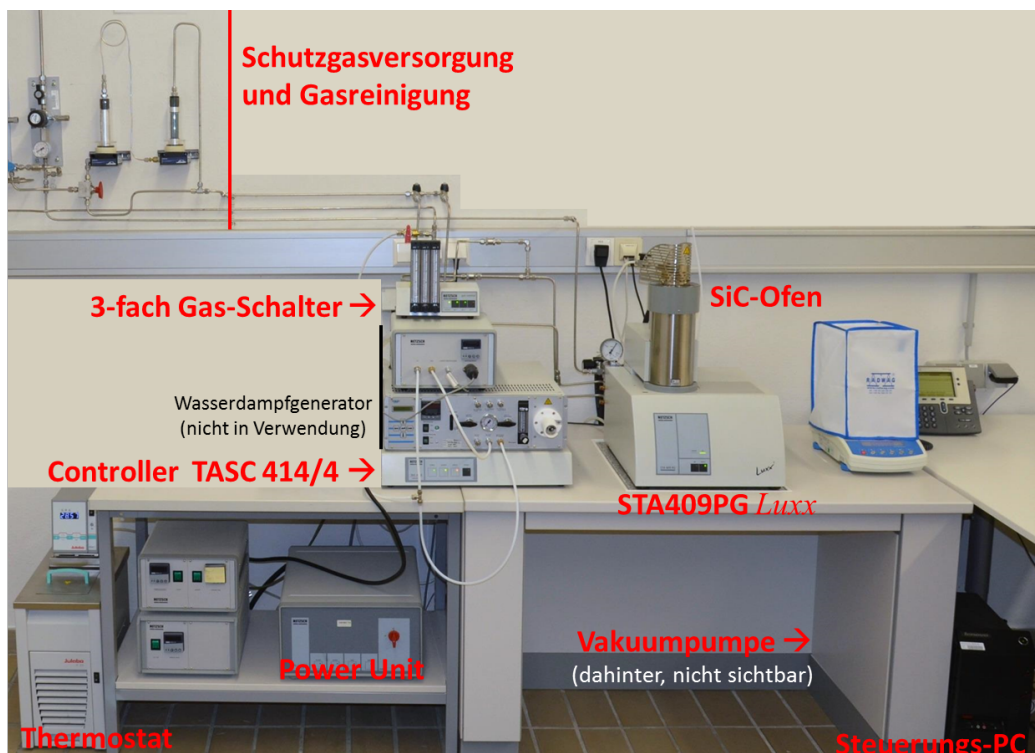 Schutzgasversorgung
und Gasreinigung
3-fach Gas-Schalter →
SiC-Ofen
Wasserdampfgenerator
(nicht in Verwendung)
Controller TASC 414/4 →
STA409PG Luxx
Luxx
Vakuumpumpe →
(dahinter, nicht sichtbar)
Power Unit
Thermostat
Steuerungs-PC